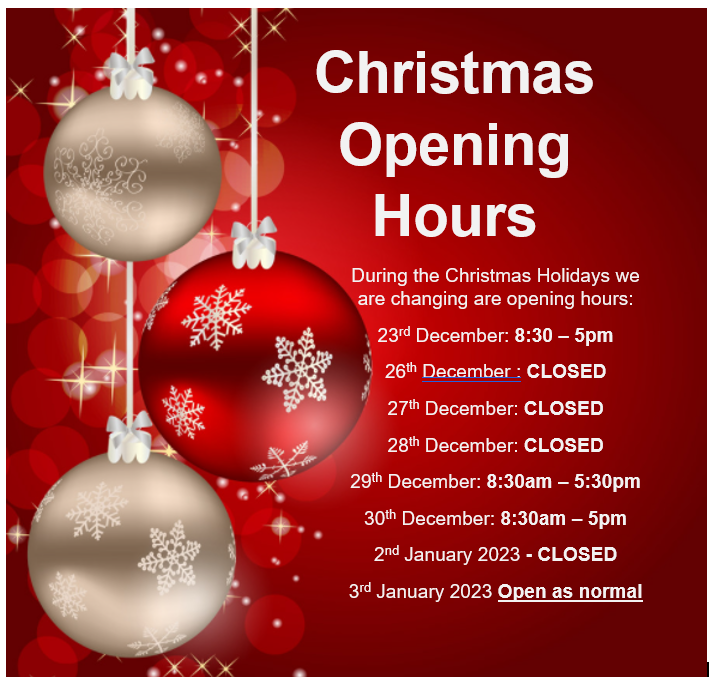 Christmas
Opening
Hours
During the Christmas Holidays we
are changing are opening hours:
23rd December: 8:30 – 5pm
26th December : CLOSED
27th December: CLOSED
28th December: CLOSED
29th December: 8:30am – 5:30pm
30th December: 8:30am – 5pm
2nd January 2023 - CLOSED
3rd January 2023 Open as normal